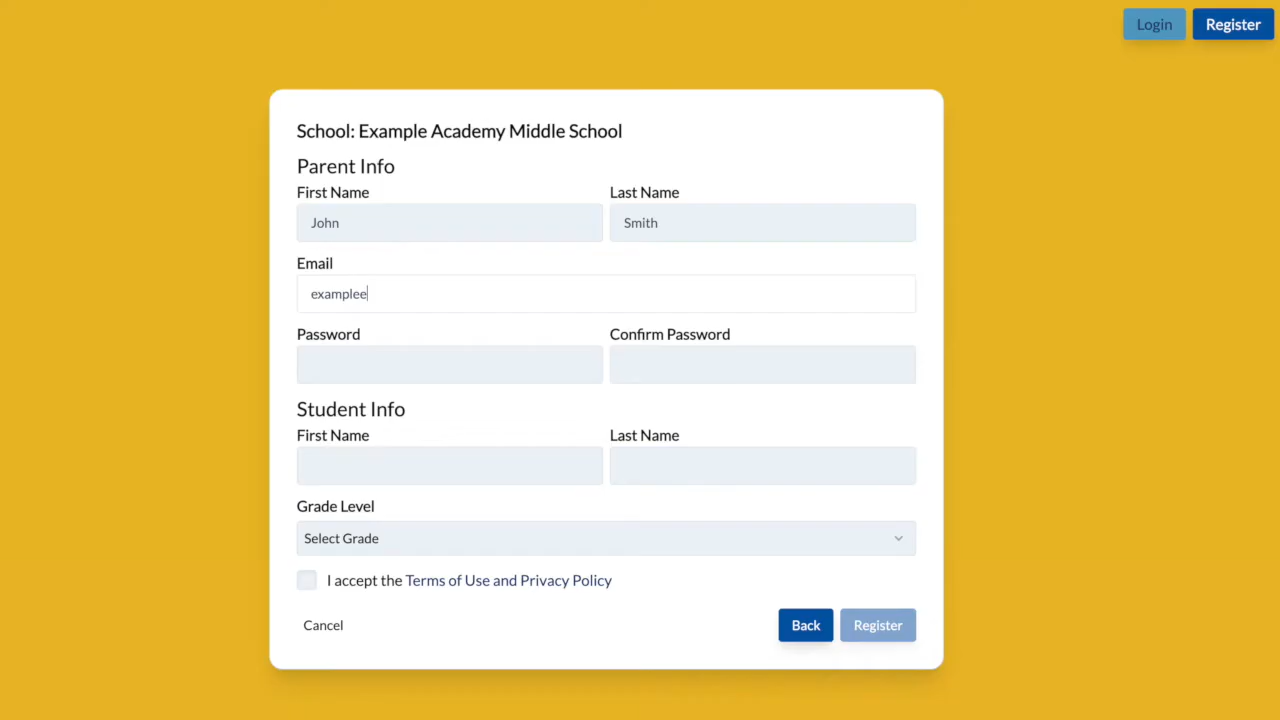 Login Register
School: Example Academy Middle School
Parent Info
First Name Last Name
John Smith
Email
examplee
Password Confirm Password
Student Info
First Name Last Name
Grade Level
Select Grade
I accept the Terms of Use and Privacy Policy
Cancel Back Register